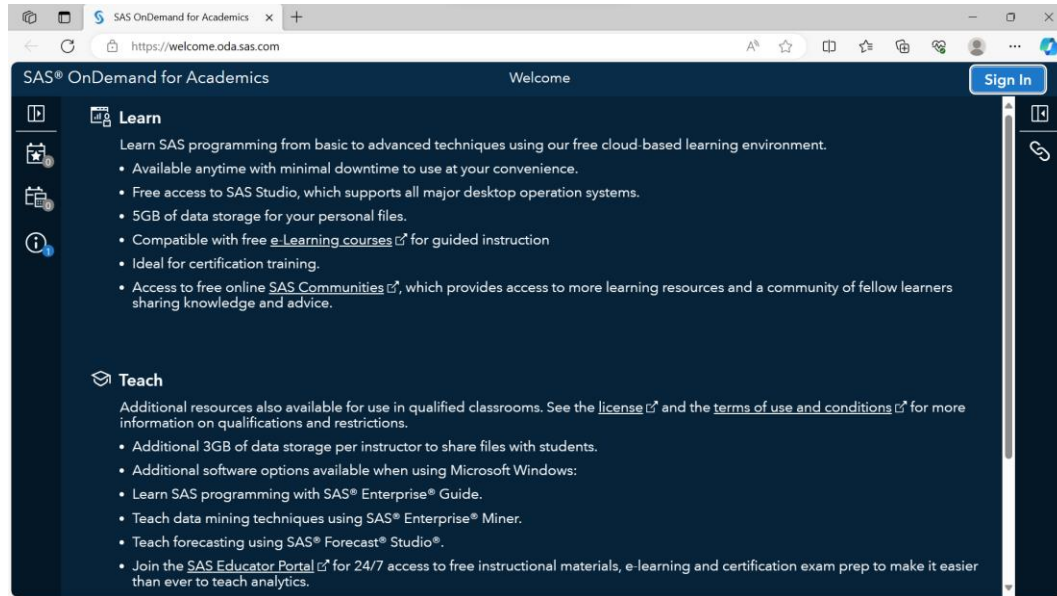 SAS OnDemand for Academics
https://welcome.oda.sas.com
SAS® OnDemand for Academics
Welcome
Sign In
Learn
Learn SAS programming from basic to advanced techniques using our free cloud-based learning environment.
• Available anytime with minimal downtime to use at your convenience.
• Free access to SAS Studio, which supports all major desktop operating systems.
• 5GB of data storage for your personal files.
• Compatible with free e-Learning courses for guided instruction
• Ideal for certification training.
• Access to free online SAS Communities, which provides access to more learning resources and a community of fellow learners
sharing knowledge and advice.
0
0
1
Teach
Additional resources also available for use in qualified classrooms. See the license and the terms of use and conditions for more
information on qualifications and restrictions.
• Additional 3GB of data storage per instructor to share files with students.
• Additional software options available when using Microsoft Windows:
• Learn SAS programming with SAS® Enterprise® Guide.
• Teach data mining techniques using SAS® Enterprise® Miner.
• Teach forecasting using SAS® Forecast® Studio®.
• Join the SAS Educator Portal for 24/7 access to free instructional materials, e-learning and certification exam prep to make it easier
than ever to teach analytics.